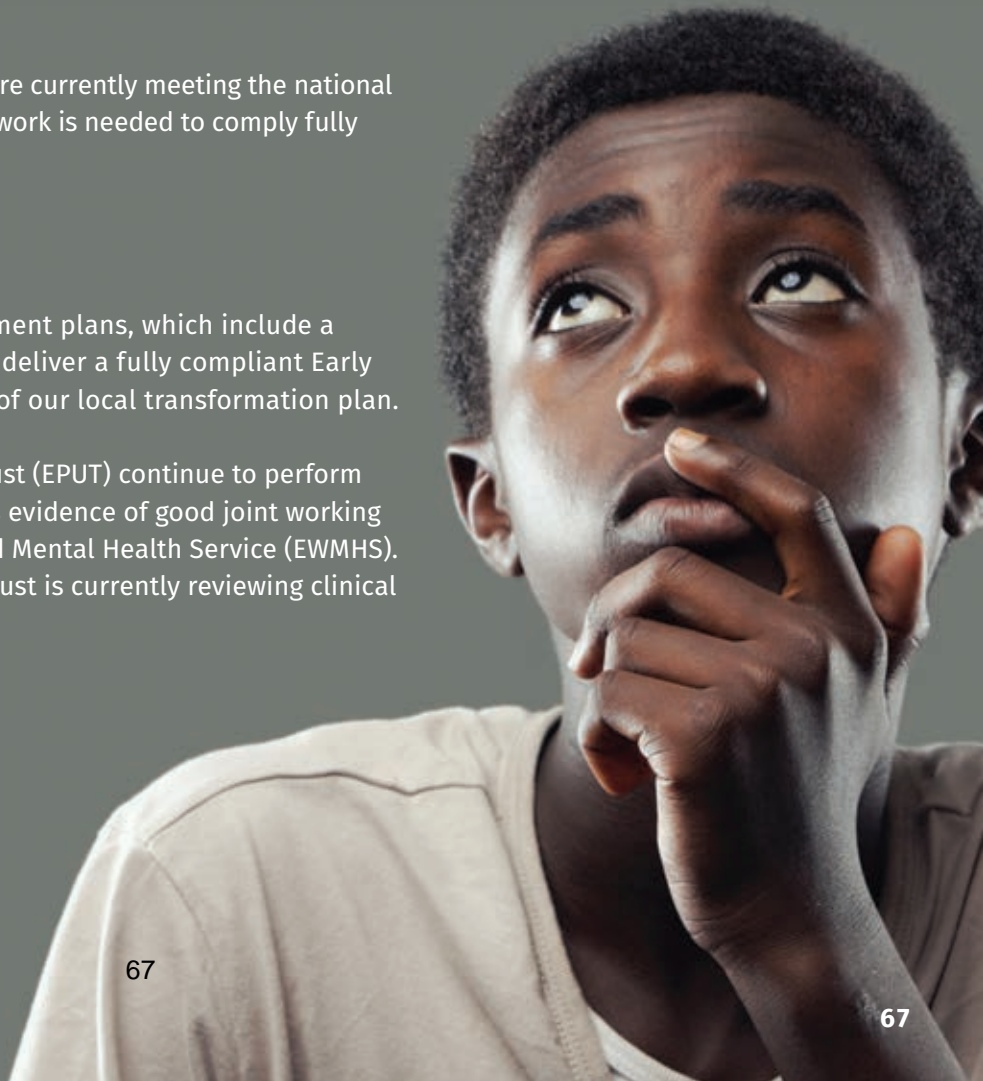 re currently meeting the national
work is needed to comply fully
ment plans, which include a
deliver a fully compliant Early
of our local transformation plan.
ust (EPUT) continue to perform
evidence of good joint working
d Mental Health Service (EWMHS).
ust is currently reviewing clinical
67
67